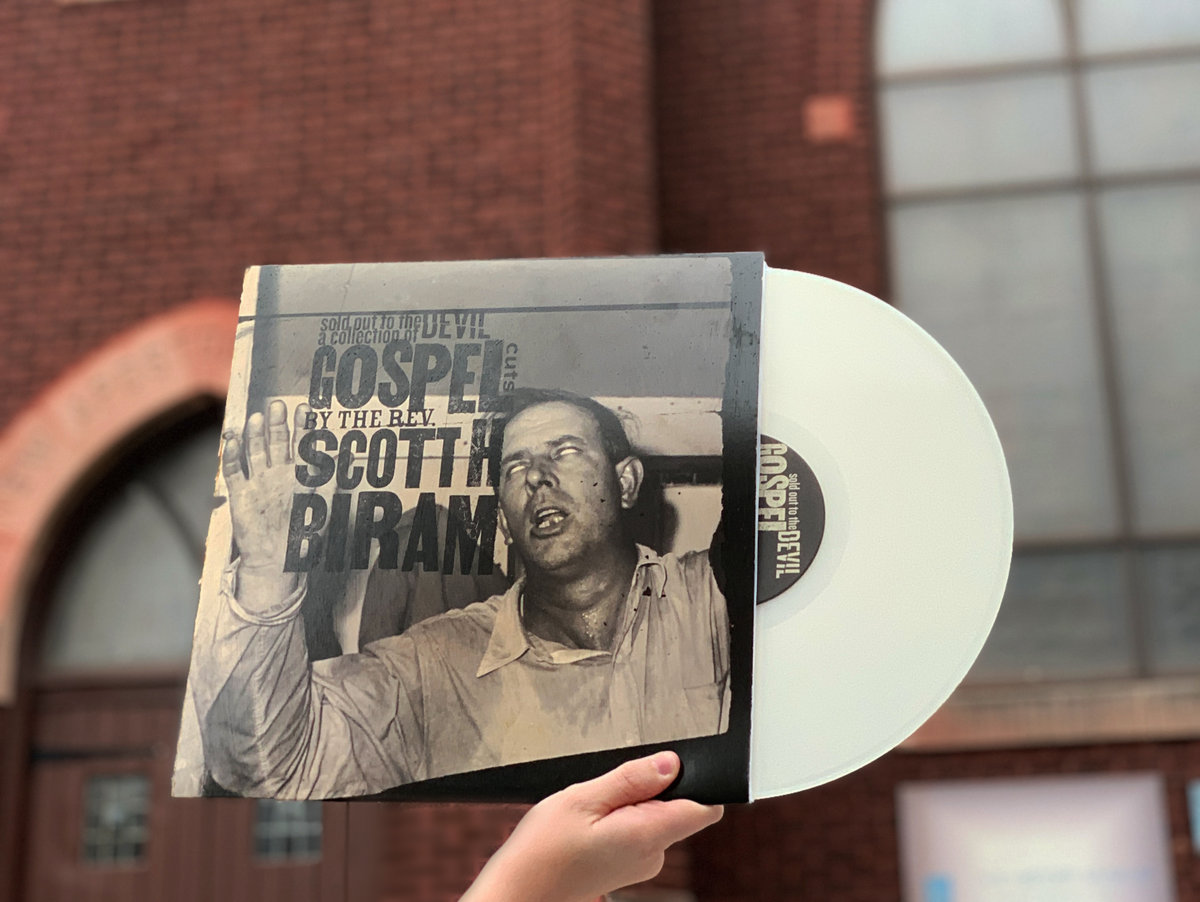 sold out to the DEVIL
a collection of
GOSPEL
cuts
BY THE REV.
SCOTT H
BIRAM
GOSPEL
sold out to the DEVIL